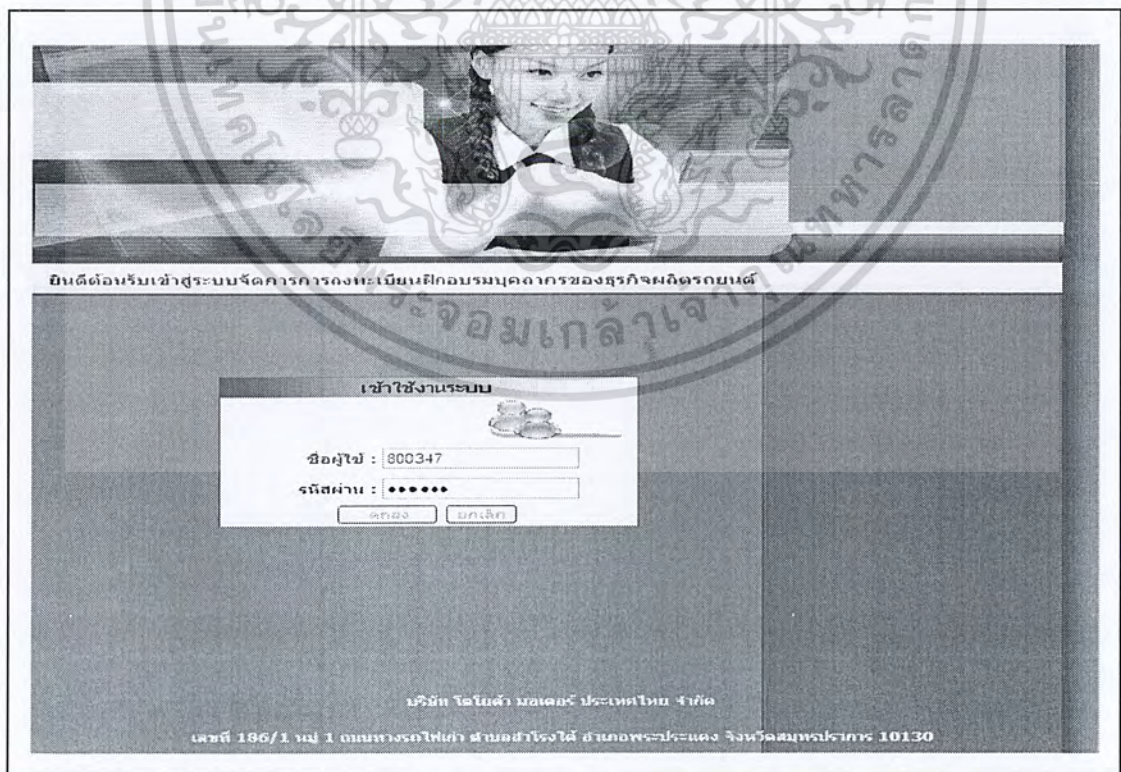 ยินดีต้อนรับเข้าสู่ระบบจัดการการลงทะเบียนฝึกอบรมบุคลากรของธุรกิจผลิตรถยนต์
เข้าใช้งานระบบ
ชื่อผู้ใช้ : 800347
รหัสผ่าน : ••••••
ตกลง ยกเลิก
บริษัท โตโยต้า มอเตอร์ ประเทศไทย จำกัด
เลขที่ 186/1 หมู่ 1 ถนนทางรถไฟเก่า ตำบลสำโรงใต้ อำเภอพระประแดง จังหวัดสมุทรปราการ 10130